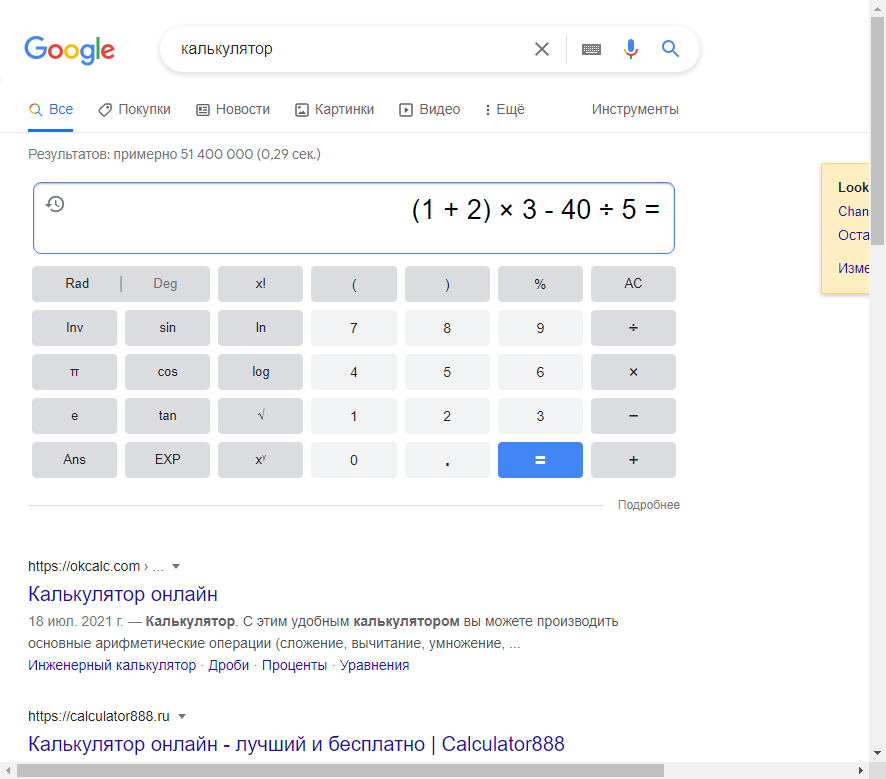 Google
калькулятор
Все Покупки Новости Картинки Видео Ещё Инструменты
Результатов: примерно 51 400 000 (0,29 сек.)
Look
(1 + 2) × 3 - 40 ÷ 5 =
Chan
Оста
Изме
Rad | Deg x! ( ) % AC
Inv sin ln 7 8 9 ÷
π cos log 4 5 6 ×
e tan √ 1 2 3 −
Ans EXP xʸ 0 . = +
Подробнее
https://okcalc.com › ...
Калькулятор онлайн
18 июл. 2021 г. — Калькулятор. С этим удобным калькулятором вы можете производить
основные арифметические операции (сложение, вычитание, умножение, ...
Инженерный калькулятор · Дроби · Проценты · Уравнения
https://calculator888.ru
Калькулятор онлайн - лучший и бесплатно | Calculator888